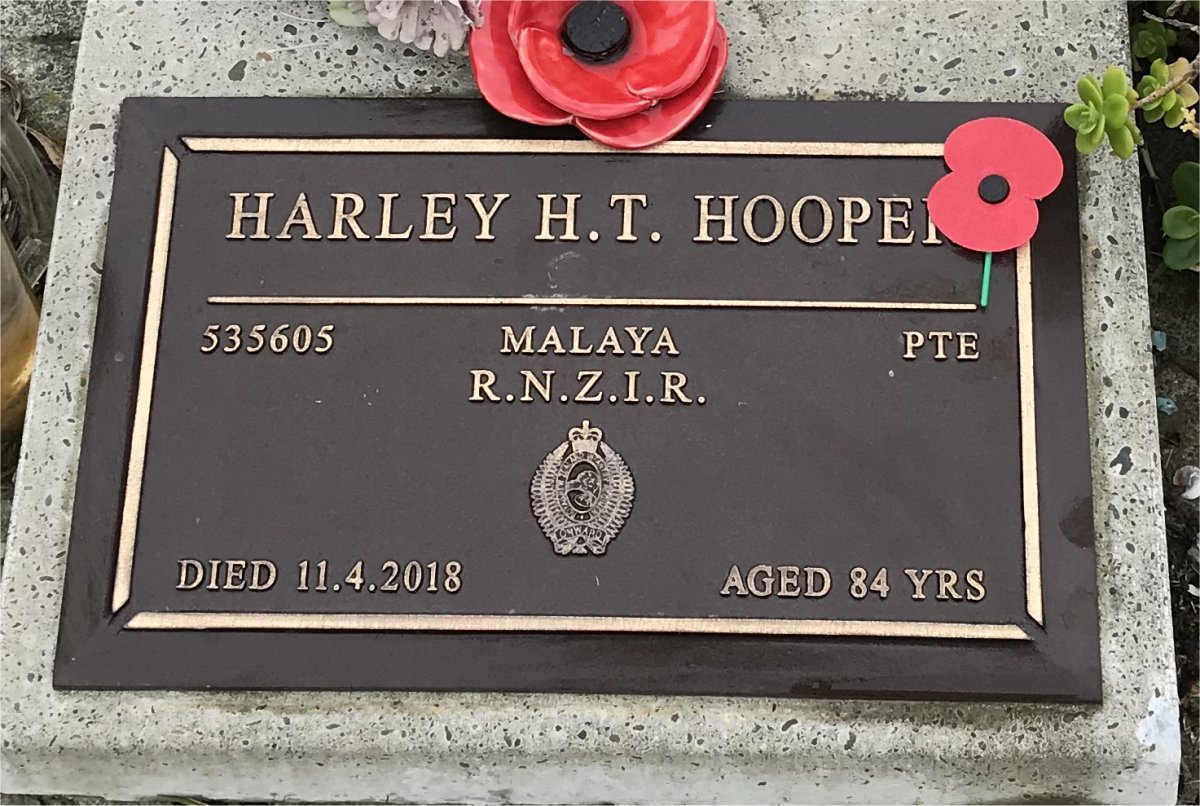 HARLEY H.T. HOOPER
535605 MALAYA PTE
R.N.Z.I.R.
DIED 11.4.2018 AGED 84 YRS